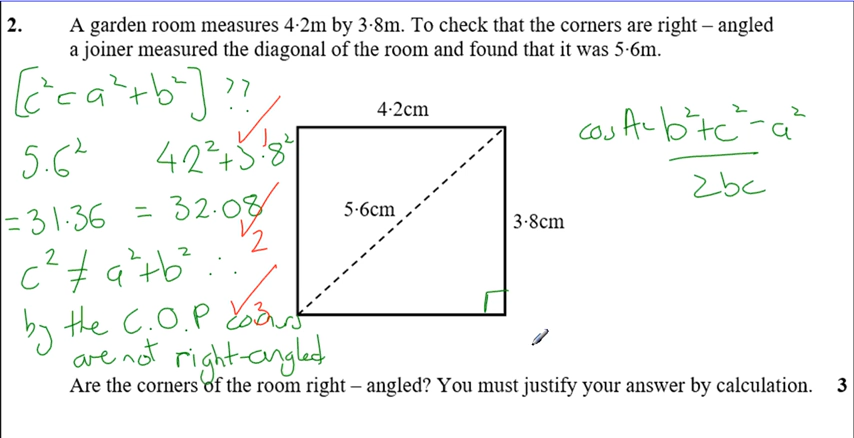 2. A garden room measures 4·2m by 3·8m. To check that the corners are right – angled
a joiner measured the diagonal of the room and found that it was 5·6m.
[c² = a² + b²] ??
4·2cm
cos A = b² + c² - a²
2bc
5.6² 4.2² + 3.8² ✓1
5·6cm
3·8cm
= 31.36 = 32.08 ✓2
c² ≠ a² + b² ∴
by the C.O.P corners ✓3
are not right-angled
Are the corners of the room right – angled? You must justify your answer by calculation. 3